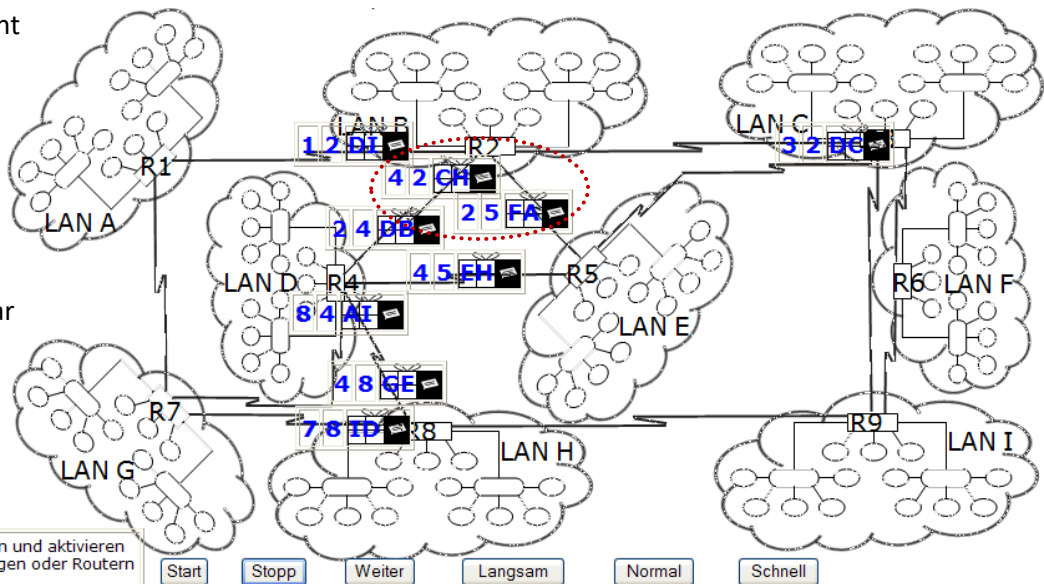 nt
LAN B
LAN C
1 2 DI
R2
3 2 DC
R1
4 2 CH
LAN A
2 5 FA
2 4 DB
4 5 EH
R5
LAN D
R4
R6
LAN F
8 4 AI
hr
LAN E
4 8 GE
R7
7 8 ID
R8
R9
LAN H
LAN I
LAN G
n und aktivieren
gen oder Routern
Start
Stopp
Weiter
Langsam
Normal
Schnell